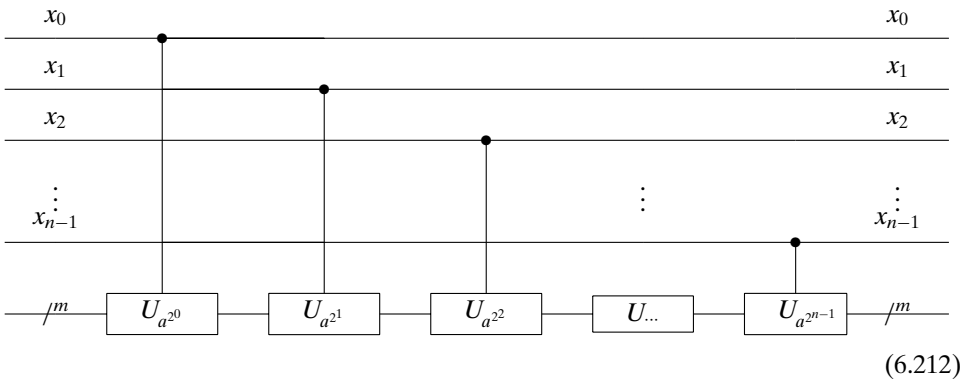 x₀ x₀
x₁ x₁
x₂ x₂
⋮ ⋮ ⋮
xₙ₋₁ xₙ₋₁
m U_{a^{2^0}} U_{a^{2^1}} U_{a^{2^2}} U... U_{a^{2^{n−1}}} m
(6.212)